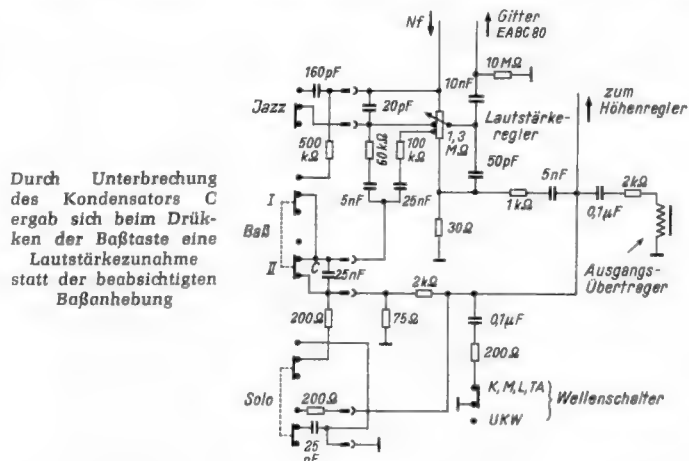 Durch Unterbrechung
des Kondensators C
ergab sich beim Drük-
ken der Baßtaste eine
Lautstärkezunahme
statt der beabsichtigten
Baßanhebung
Nf
Gitter
EABC80
160pF
10nF
10MΩ
zum
Höhenregler
Jazz
20pF
Lautstärke-
regler
1,3
MΩ
500
kΩ
60kΩ
100
kΩ
50pF
5nF
2kΩ
I
5nF
25nF
1kΩ
0,1µF
Baß
30Ω
II
C
25nF
Ausgangs-
Übertrager
2kΩ
200Ω
75Ω
0,1µF
200Ω
Solo
200Ω
K,M,L,TA
Wellenschalter
UKW
25
nF